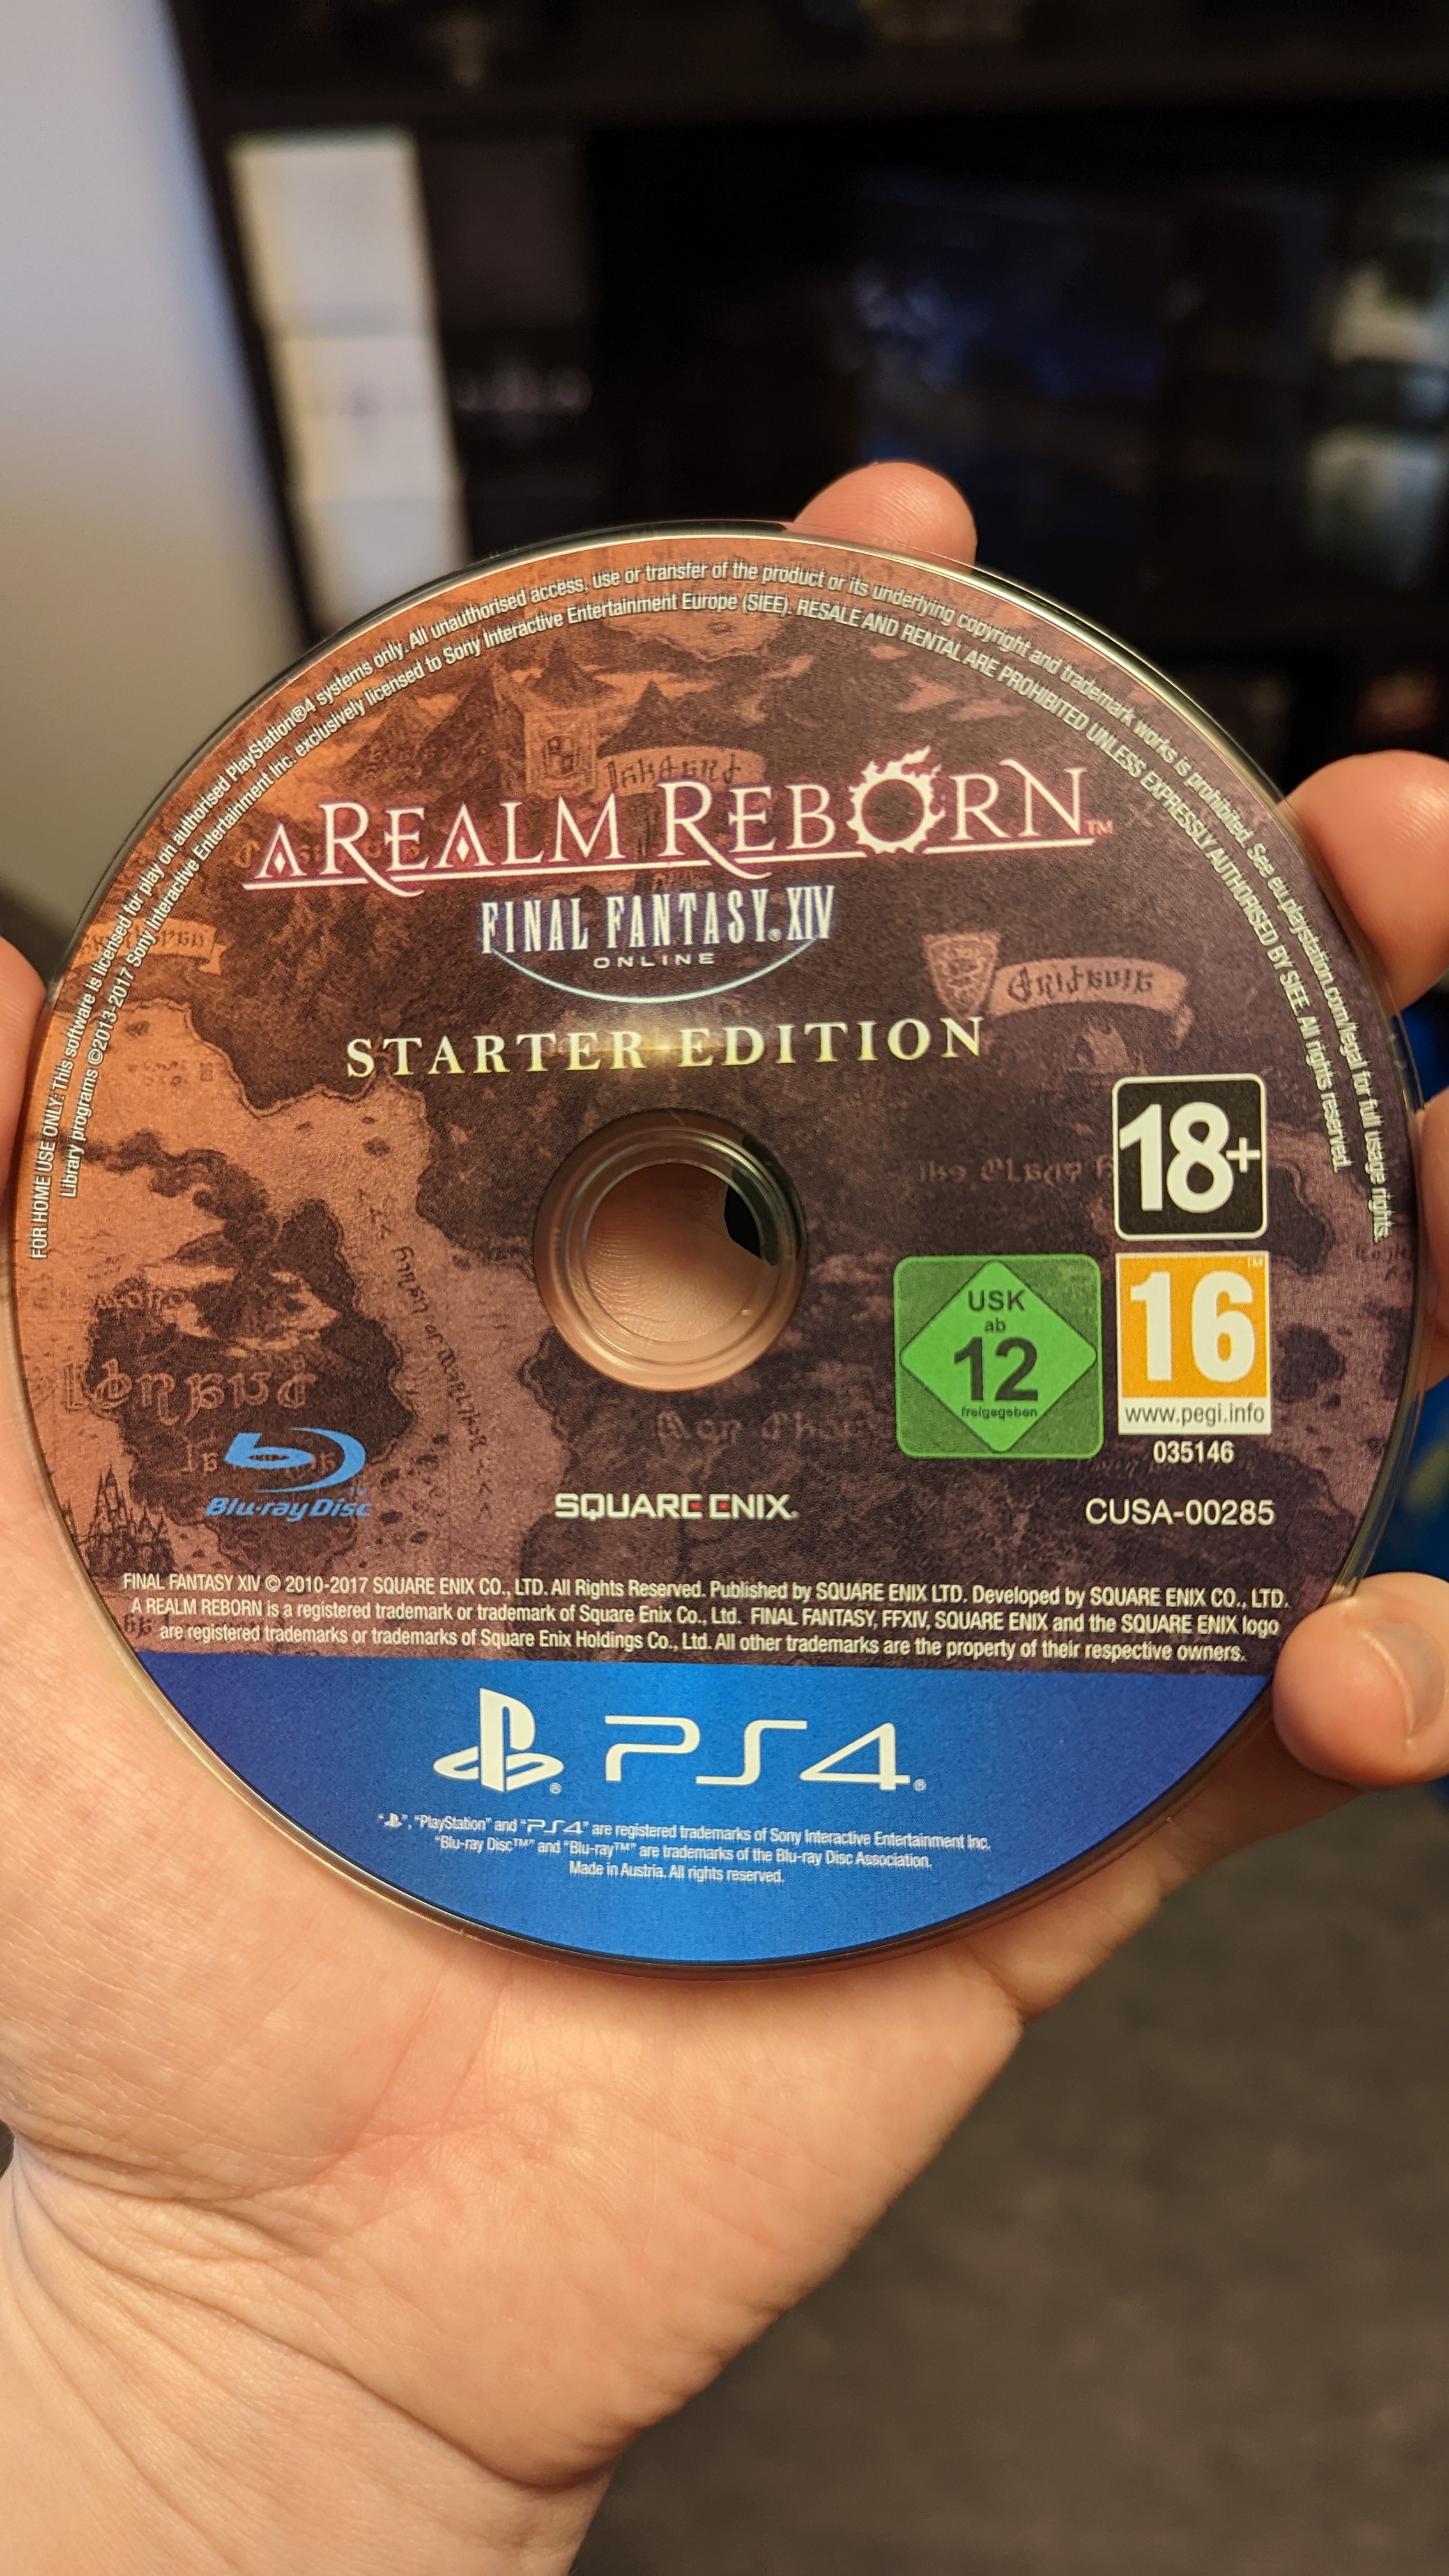 FOR HOME USE ONLY. This software is licensed for play on authorised PlayStation®4 systems only. All unauthorised access, use or transfer of the product or its underlying copyright and trademark works is prohibited. See eu.playstation.com/legal for full usage rights.
Library programs ©2013-2017 Sony Interactive Entertainment Inc. exclusively licensed to Sony Interactive Entertainment Europe (SIEE). RESALE AND RENTAL ARE PROHIBITED UNLESS EXPRESSLY AUTHORISED BY SIEE. All rights reserved.
A REALM REBORN™
FINAL FANTASY® XIV
ONLINE
STARTER EDITION
18+
USK
ab
12
freigegeben
16™
www.pegi.info
035146
Blu-ray Disc™
SQUARE ENIX®
CUSA-00285
FINAL FANTASY XIV © 2010-2017 SQUARE ENIX CO., LTD. All Rights Reserved. Published by SQUARE ENIX LTD. Developed by SQUARE ENIX CO., LTD.
A REALM REBORN is a registered trademark or trademark of Square Enix Co., Ltd. FINAL FANTASY, FFXIV, SQUARE ENIX and the SQUARE ENIX logo
are registered trademarks or trademarks of Square Enix Holdings Co., Ltd. All other trademarks are the property of their respective owners.
PS4®
"", "PlayStation" and "PS4" are registered trademarks of Sony Interactive Entertainment Inc.
"Blu-ray Disc™" and "Blu-ray™" are trademarks of the Blu-ray Disc Association.
Made in Austria. All rights reserved.